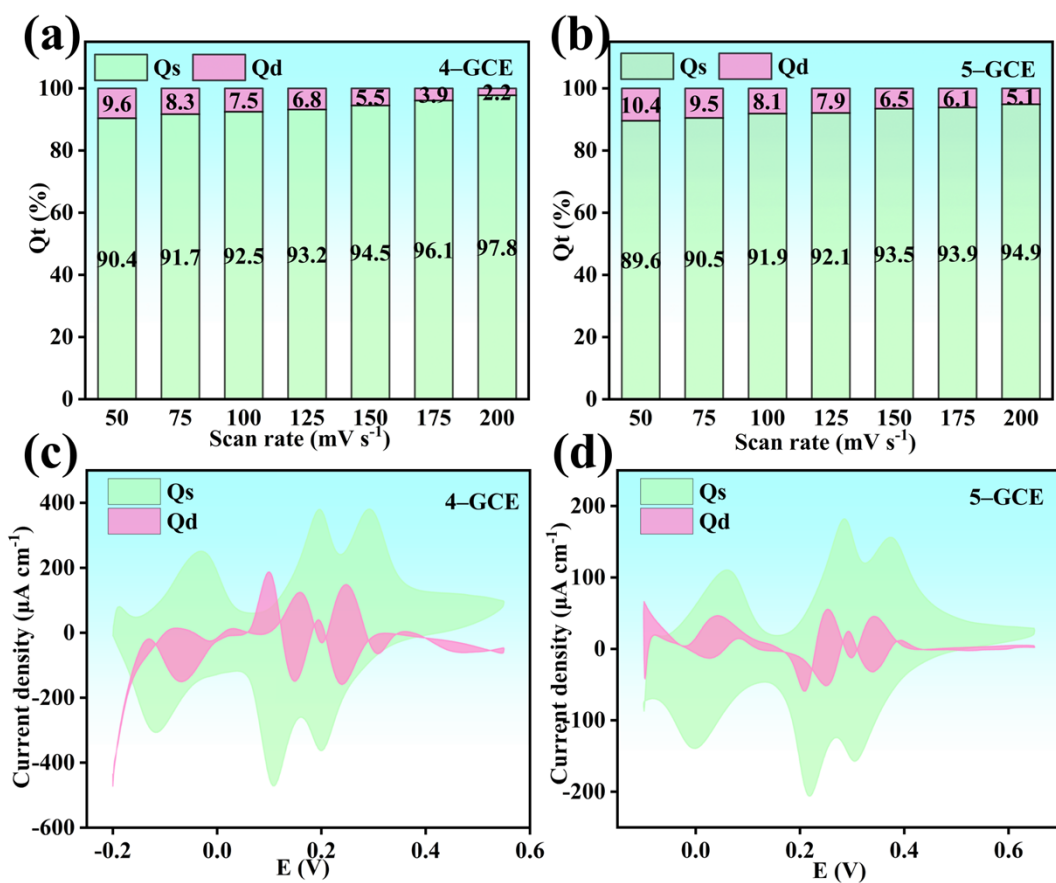 (a)
Qs Qd 4–GCE
Qt (%)
100
80
60
40
20
0
9.6 8.3 7.5 6.8 5.5 3.9 2.2
90.4 91.7 92.5 93.2 94.5 96.1 97.8
50 75 100 125 150 175 200
Scan rate (mV s⁻¹)
(b)
Qs Qd 5–GCE
Qt (%)
100
80
60
40
20
0
10.4 9.5 8.1 7.9 6.5 6.1 5.1
89.6 90.5 91.9 92.1 93.5 93.9 94.9
50 75 100 125 150 175 200
Scan rate (mV s⁻¹)
(c)
Qs
Qd
4–GCE
Current density (μA cm⁻¹)
400
200
0
-200
-400
-600
-0.2 0.0 0.2 0.4 0.6
E (V)
(d)
Qs
Qd
5–GCE
Current density (μA cm⁻¹)
200
100
0
-100
-200
0.0 0.2 0.4 0.6
E (V)